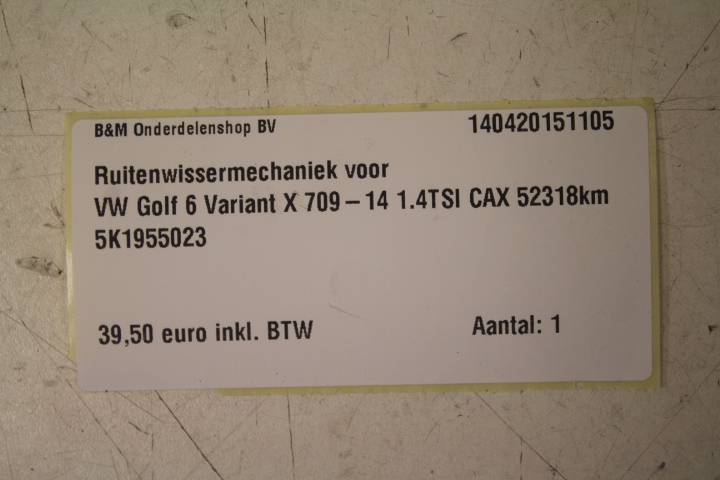 B&M Onderdelenshop BV 140420151105
Ruitenwissermechaniek voor
VW Golf 6 Variant X 709-14 1.4TSI CAX 52318km
5K1955023
39,50 euro inkl. BTW Aantal: 1